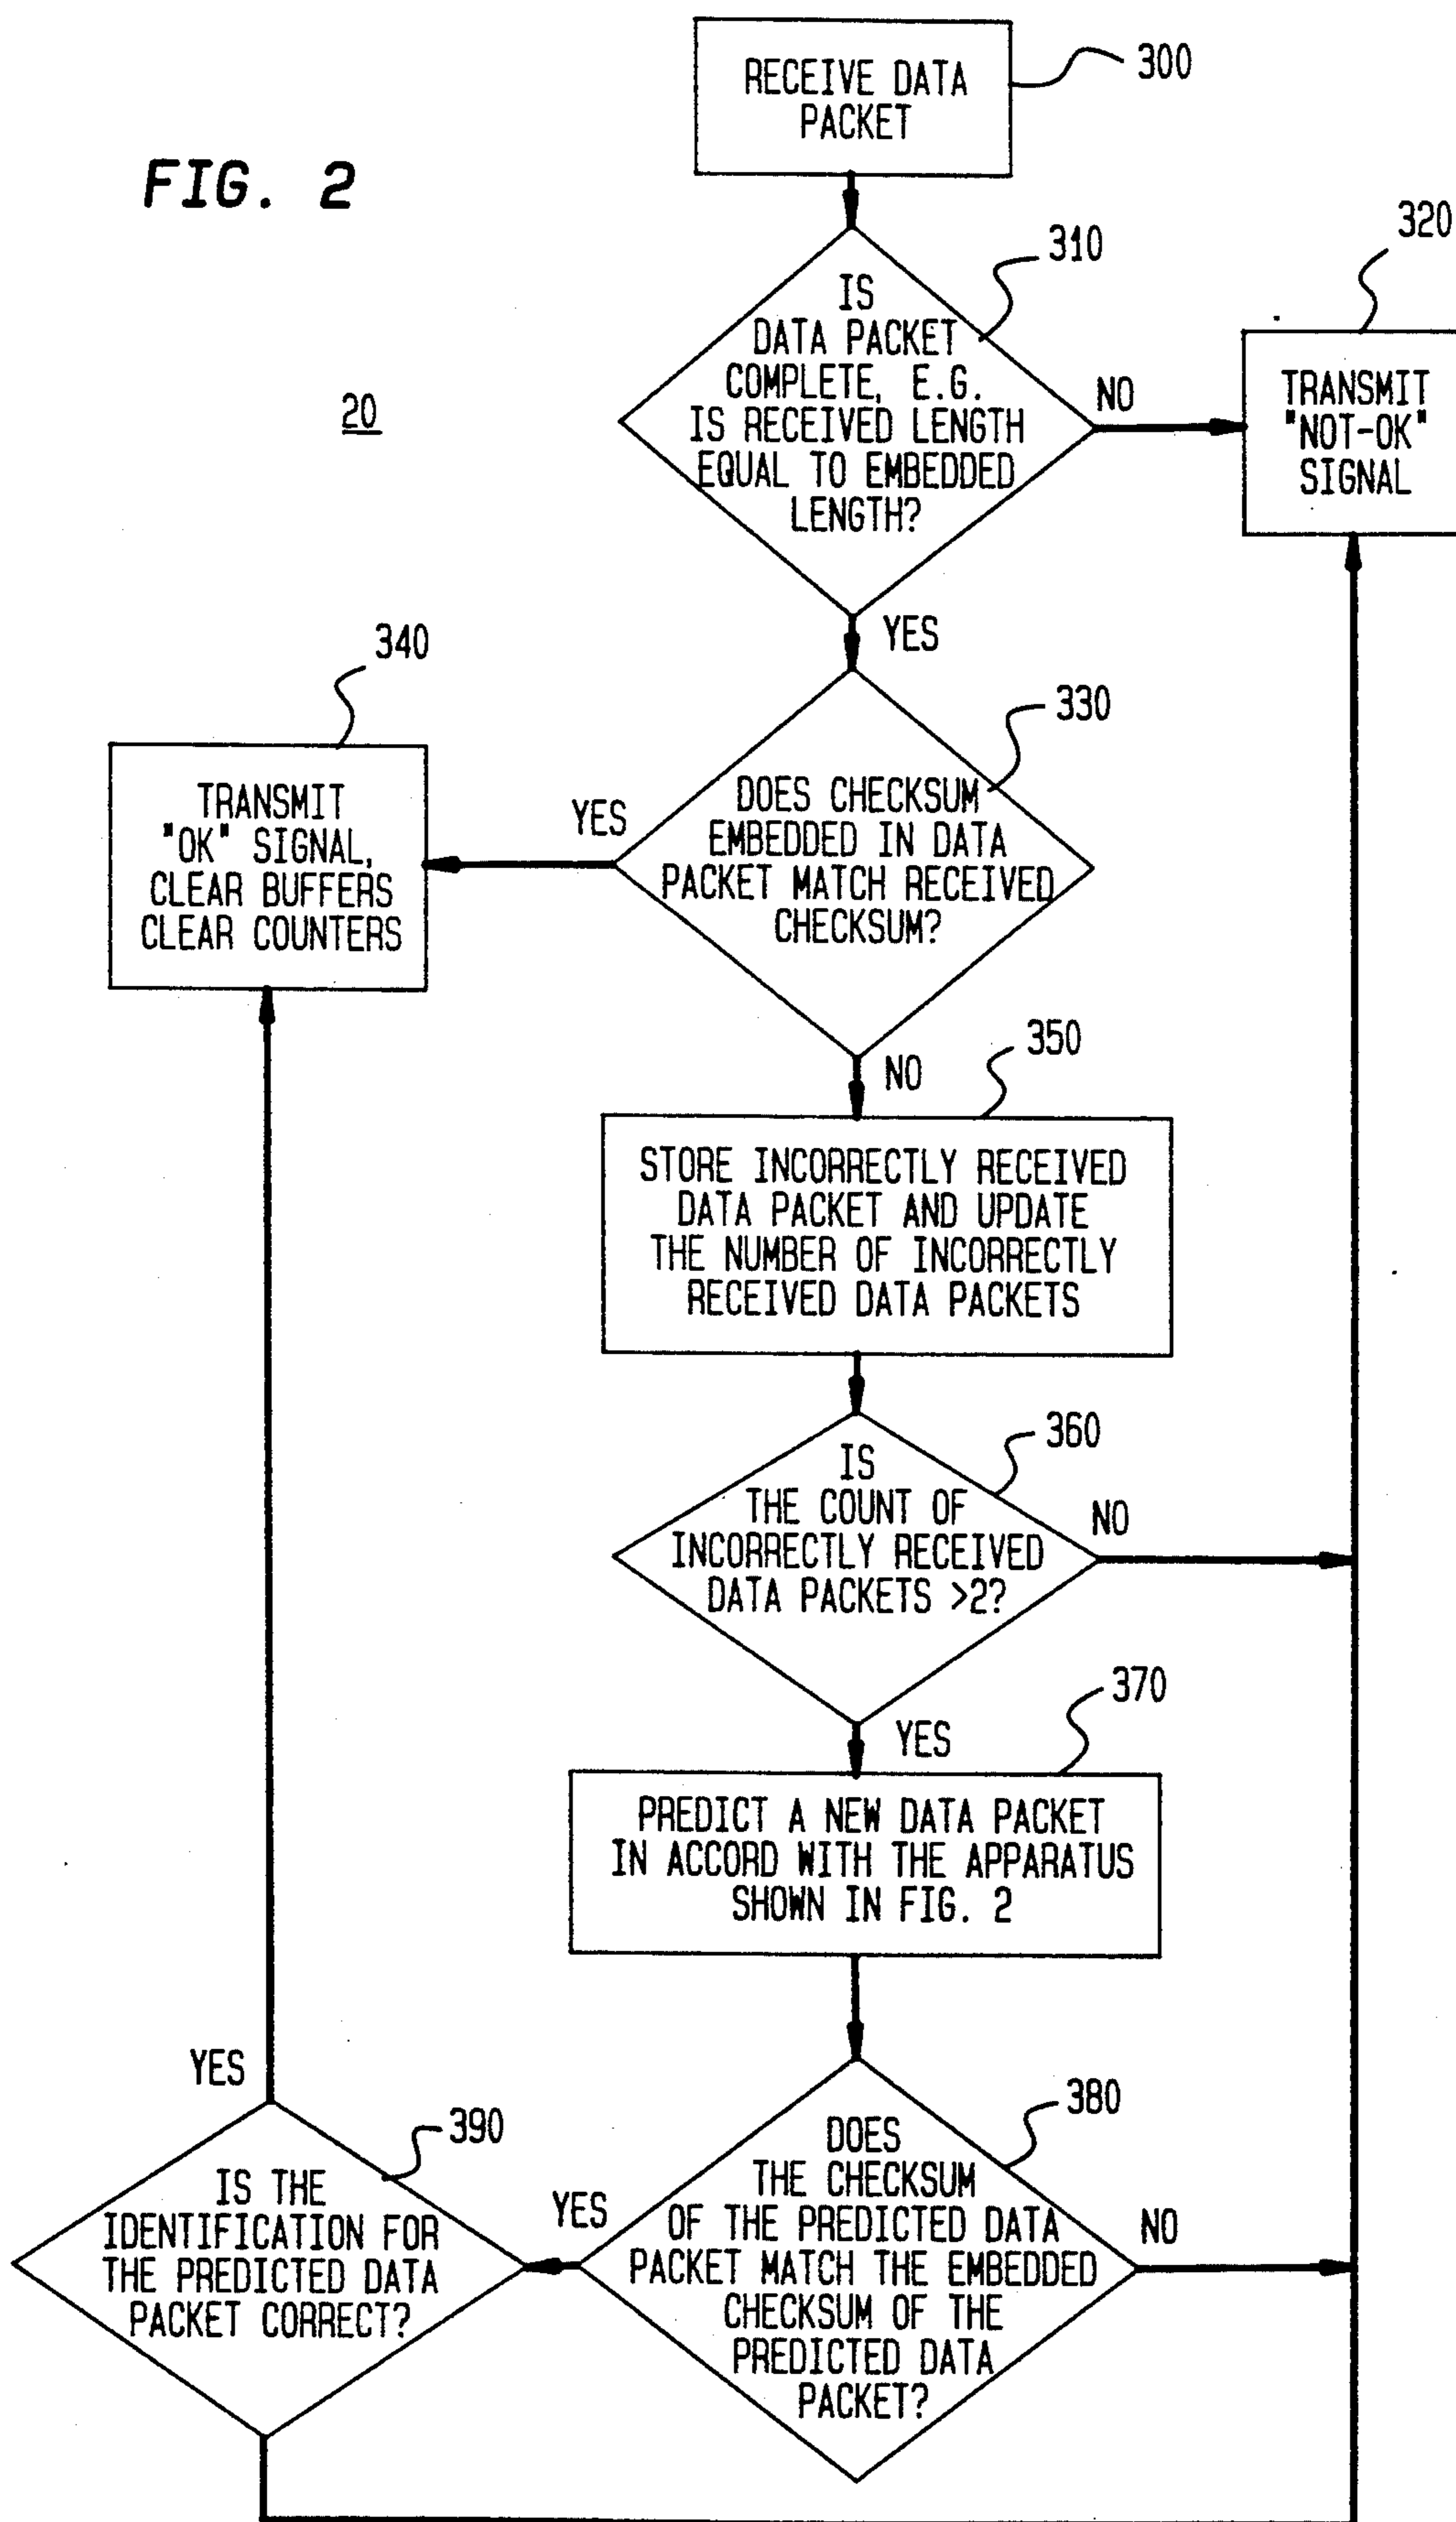 FIG. 2
20
RECEIVE DATA
PACKET
300
IS
DATA PACKET
COMPLETE, E.G.
IS RECEIVED LENGTH
EQUAL TO EMBEDDED
LENGTH?
310
NO
320
TRANSMIT
"NOT-OK"
SIGNAL
YES
340
TRANSMIT
"OK" SIGNAL,
CLEAR BUFFERS
CLEAR COUNTERS
YES
330
DOES CHECKSUM
EMBEDDED IN DATA
PACKET MATCH RECEIVED
CHECKSUM?
NO
350
STORE INCORRECTLY RECEIVED
DATA PACKET AND UPDATE
THE NUMBER OF INCORRECTLY
RECEIVED DATA PACKETS
360
IS
THE COUNT OF
INCORRECTLY RECEIVED
DATA PACKETS >2?
NO
YES
370
PREDICT A NEW DATA PACKET
IN ACCORD WITH THE APPARATUS
SHOWN IN FIG. 2
380
DOES
THE CHECKSUM
OF THE PREDICTED DATA
PACKET MATCH THE EMBEDDED
CHECKSUM OF THE
PREDICTED DATA
PACKET?
NO
YES
390
IS THE
IDENTIFICATION FOR
THE PREDICTED DATA
PACKET CORRECT?
YES